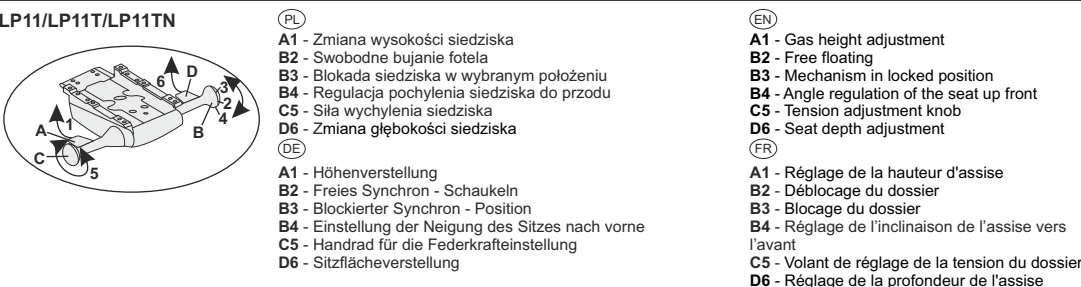 LP11/LP11T/LP11TN
6
D
3
2
4
B
1
A
C
5
PL
A1 - Zmiana wysokości siedziska
B2 - Swobodne bujanie fotela
B3 - Blokada siedziska w wybranym położeniu
B4 - Regulacja pochylenia siedziska do przodu
C5 - Siła wychylenia siedziska
D6 - Zmiana głębokości siedziska
DE
A1 - Höhenverstellung
B2 - Freies Synchron - Schaukeln
B3 - Blockierter Synchron - Position
B4 - Einstellung der Neigung des Sitzes nach vorne
C5 - Handrad für die Federkrafteinstellung
D6 - Sitzflächeverstellung
EN
A1 - Gas height adjustment
B2 - Free floating
B3 - Mechanism in locked position
B4 - Angle regulation of the seat up front
C5 - Tension adjustment knob
D6 - Seat depth adjustment
FR
A1 - Réglage de la hauteur d'assise
B2 - Déblocage du dossier
B3 - Blocage du dossier
B4 - Réglage de l’inclinaison de l’assise vers
l’avant
C5 - Volant de réglage de la tension du dossier
D6 - Réglage de la profondeur de l'assise